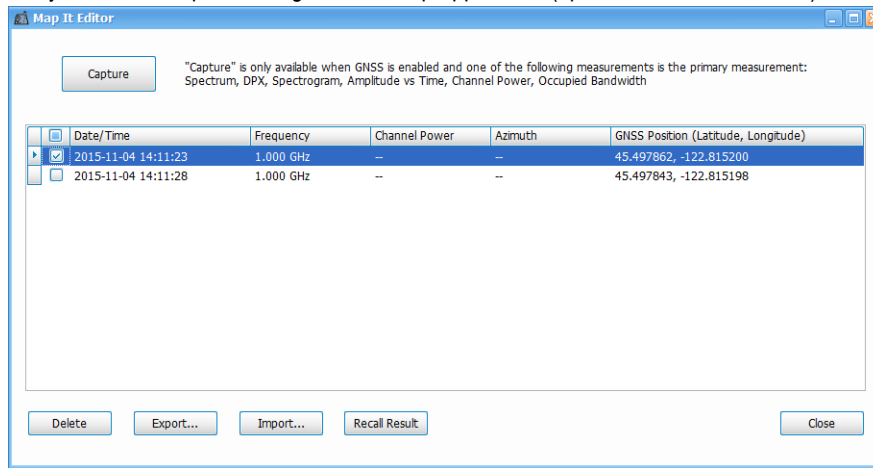 Map It Editor
Capture
"Capture" is only available when GNSS is enabled and one of the following measurements is the primary measurement:
Spectrum, DPX, Spectrogram, Amplitude vs Time, Channel Power, Occupied Bandwidth
Date/Time Frequency Channel Power Azimuth GNSS Position (Latitude, Longitude)
2015-11-04 14:11:23 1.000 GHz -- -- 45.497862, -122.815200
2015-11-04 14:11:28 1.000 GHz -- -- 45.497843, -122.815198
Delete Export... Import... Recall Result Close